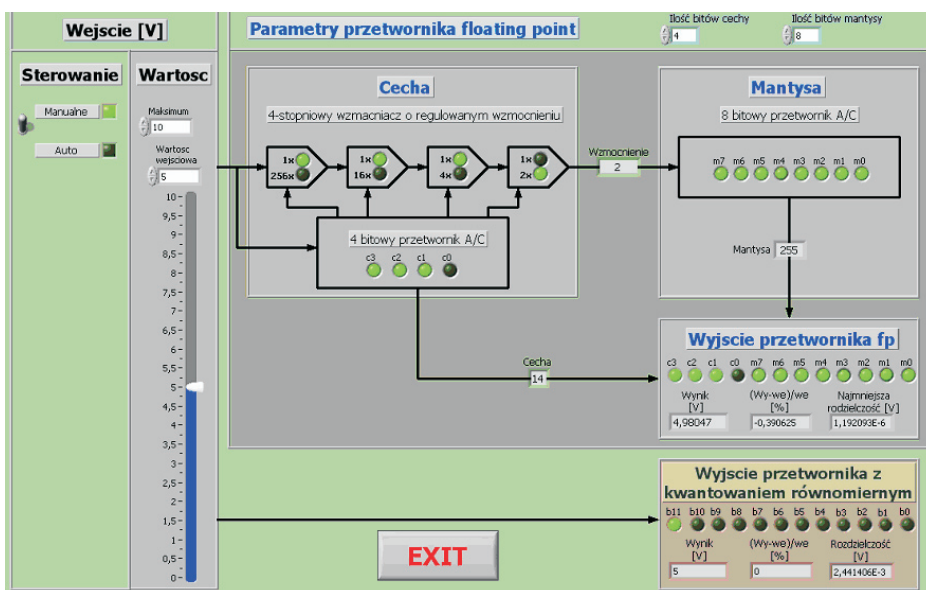 Wejscie [V]
Parametry przetwornika floating point
Ilość bitów cechy
4
Ilość bitów mantysy
8
Sterowanie
Manualne
Auto
Wartosc
Maksimum
10
Wartosc
wejsciowa
5
10
9,5
9
8,5
8
7,5
7
6,5
6
5,5
5
4,5
4
3,5
3
2,5
2
1,5
1
0,5
0
Cecha
4-stopniowy wzmacniacz o regulowanym wzmocnieniu
1x 1x 1x 1x
256x 16x 4x 2x
4 bitowy przetwornik A/C
c3 c2 c1 c0
Wzmocnienie
2
Mantysa
8 bitowy przetwornik A/C
m7 m6 m5 m4 m3 m2 m1 m0
Mantysa 255
Cecha
14
Wyjscie przetwornika fp
c3 c2 c1 c0 m7 m6 m5 m4 m3 m2 m1 m0
Wynik (Wy-we)/we Najmniejsza
[V] [%] rodzielczość [V]
4,98047 -0,390625 1,192093E-6
Wyjscie przetwornika z
kwantowaniem równomiernym
b11 b10 b9 b8 b7 b6 b5 b4 b3 b2 b1 b0
Wynik (Wy-we)/we Rozdzielczość
[V] [%] [V]
5 0 2,441406E-3
EXIT